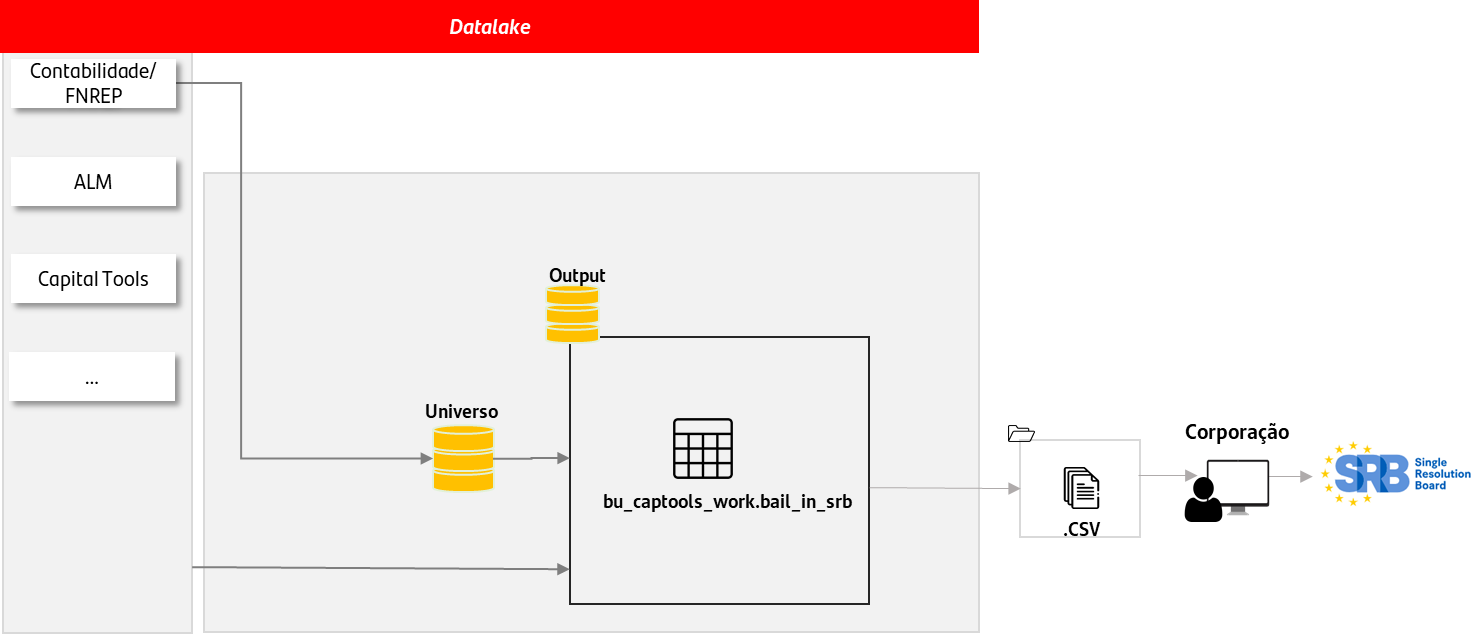 Datalake
Contabilidade/
FNREP
ALM
Capital Tools
...
Output
Universo
bu_captools_work.bail_in_srb
.CSV
Corporação
SRB
Single
Resolution
Board